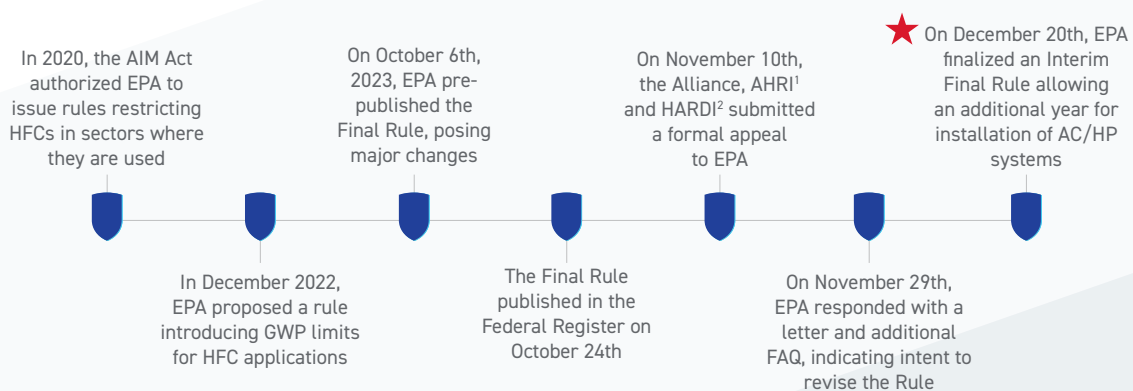 In 2020, the AIM Act
authorized EPA to
issue rules restricting
HFCs in sectors where
they are used
In December 2022,
EPA proposed a rule
introducing GWP limits
for HFC applications
On October 6th,
2023, EPA pre-
published the
Final Rule, posing
major changes
The Final Rule
published in the
Federal Register on
October 24th
On November 10th,
the Alliance, AHRI¹
and HARDI² submitted
a formal appeal
to EPA
On November 29th,
EPA responded with a
letter and additional
FAQ, indicating intent to
revise the Rule
On December 20th, EPA
finalized an Interim
Final Rule allowing
an additional year for
installation of AC/HP
systems